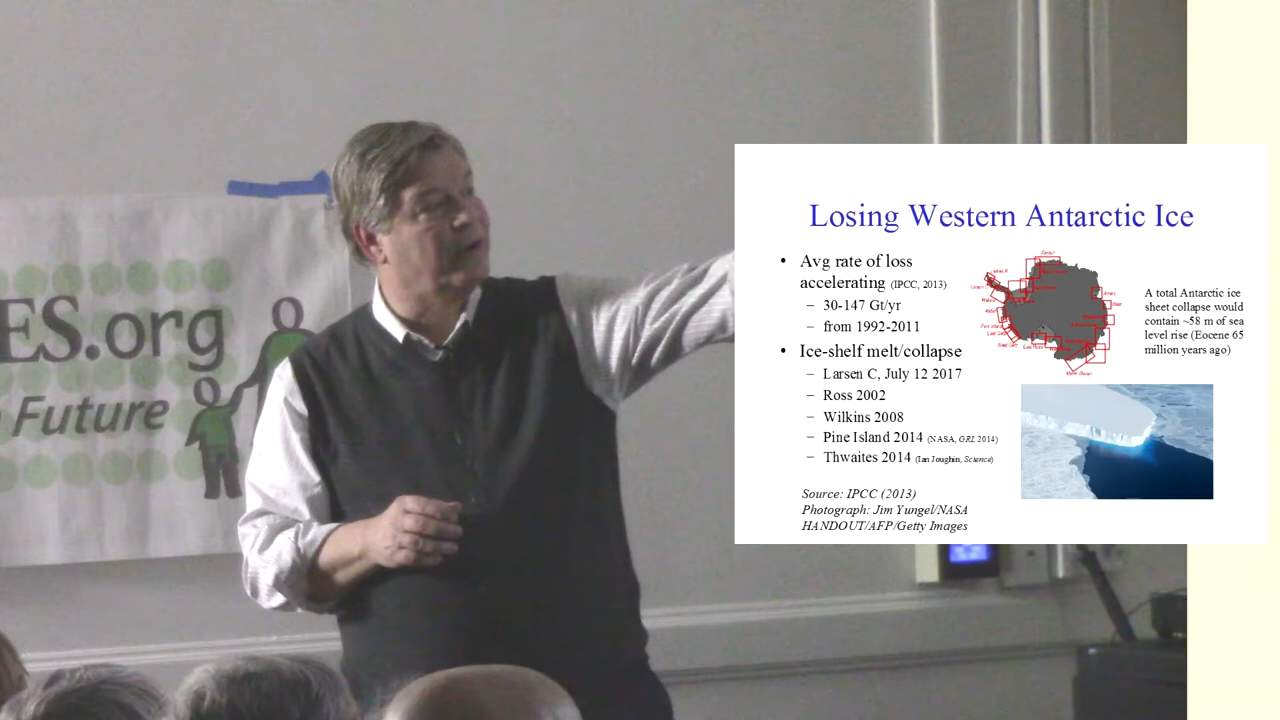 ES.org
Future
Losing Western Antarctic Ice
• Avg rate of loss
accelerating (IPCC, 2013)
– 30-147 Gt/yr
– from 1992-2011
• Ice-shelf melt/collapse
– Larsen C, July 12 2017
– Ross 2002
– Wilkins 2008
– Pine Island 2014 (NASA, GRL 2014)
– Thwaites 2014 (Ian Joughin, Science)
Source: IPCC (2013)
Photograph: Jim Yungel/NASA
HANDOUT/AFP/Getty Images
A total Antarctic ice
sheet collapse would
contain ~58 m of sea
level rise (Eocene 65
million years ago)